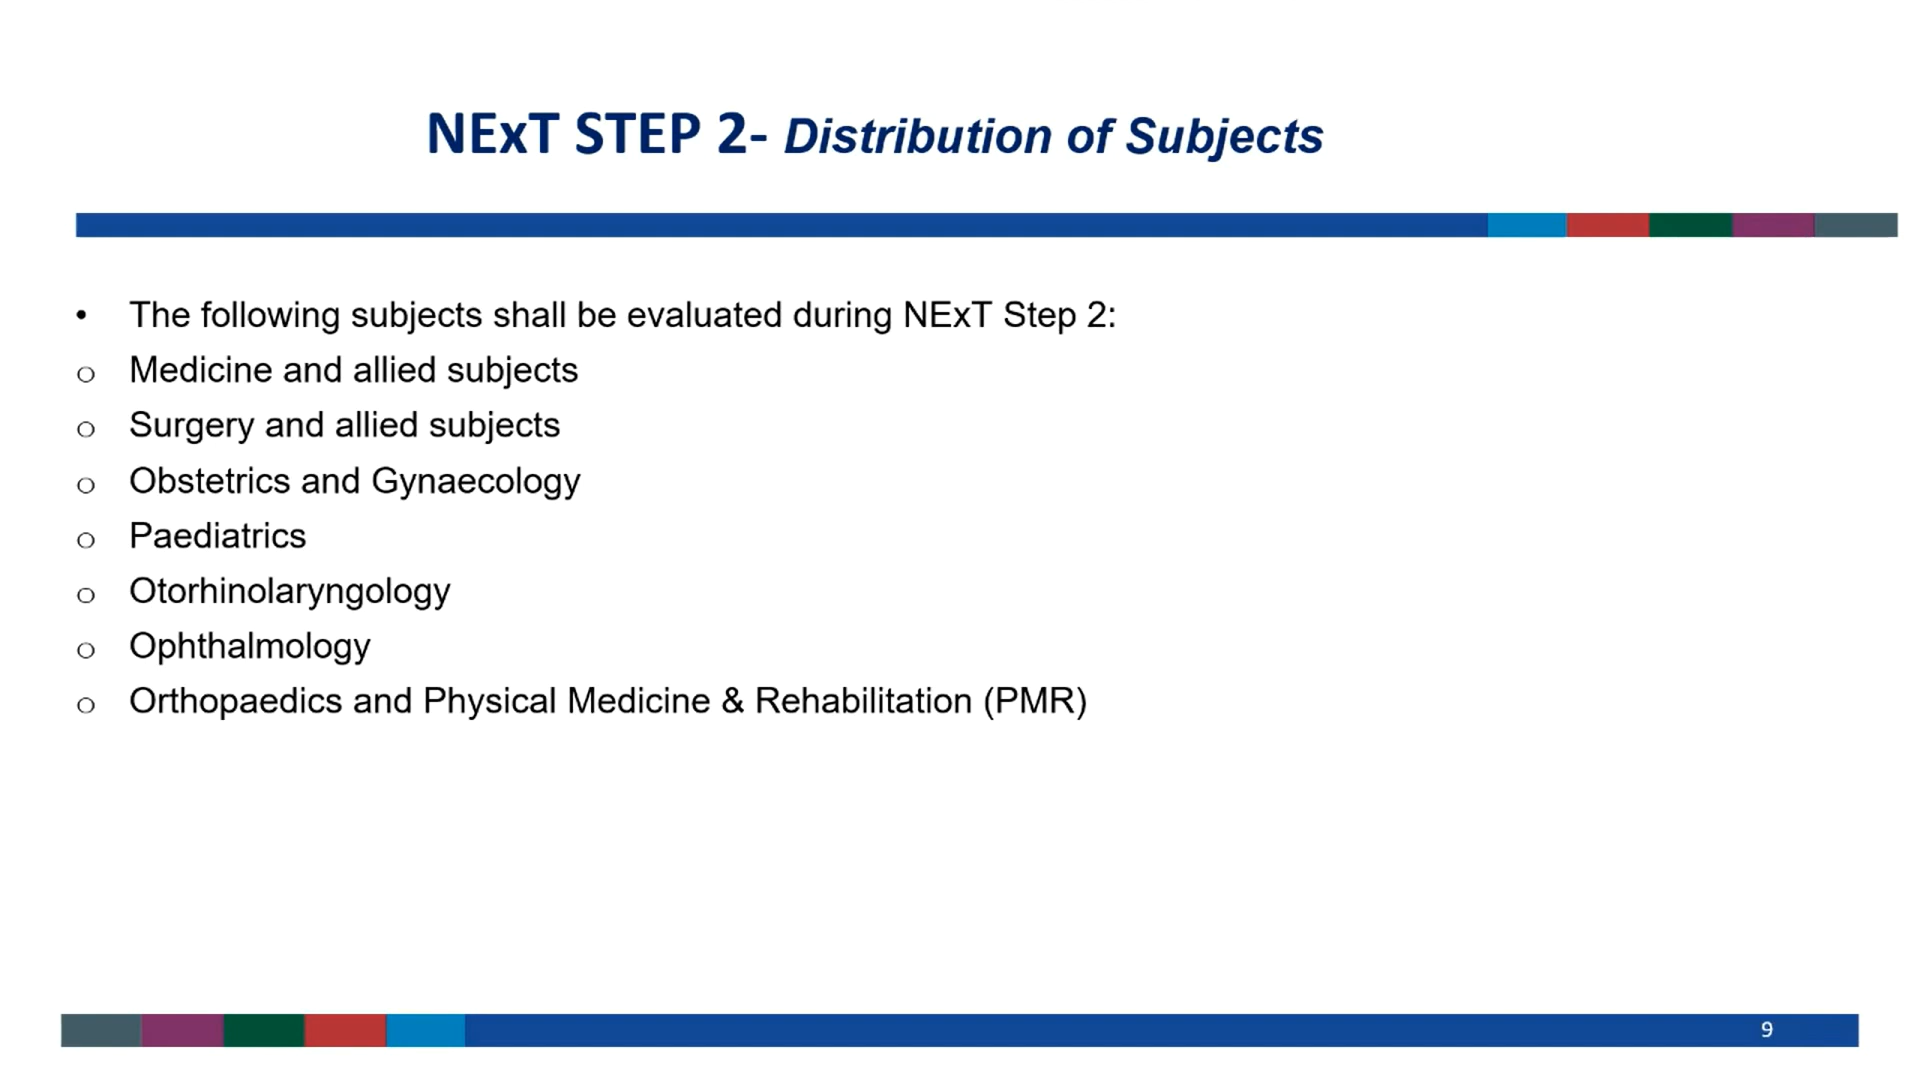 NExT STEP 2- Distribution of Subjects
• The following subjects shall be evaluated during NExT Step 2:
o Medicine and allied subjects
o Surgery and allied subjects
o Obstetrics and Gynaecology
o Paediatrics
o Otorhinolaryngology
o Ophthalmology
o Orthopaedics and Physical Medicine & Rehabilitation (PMR)
9